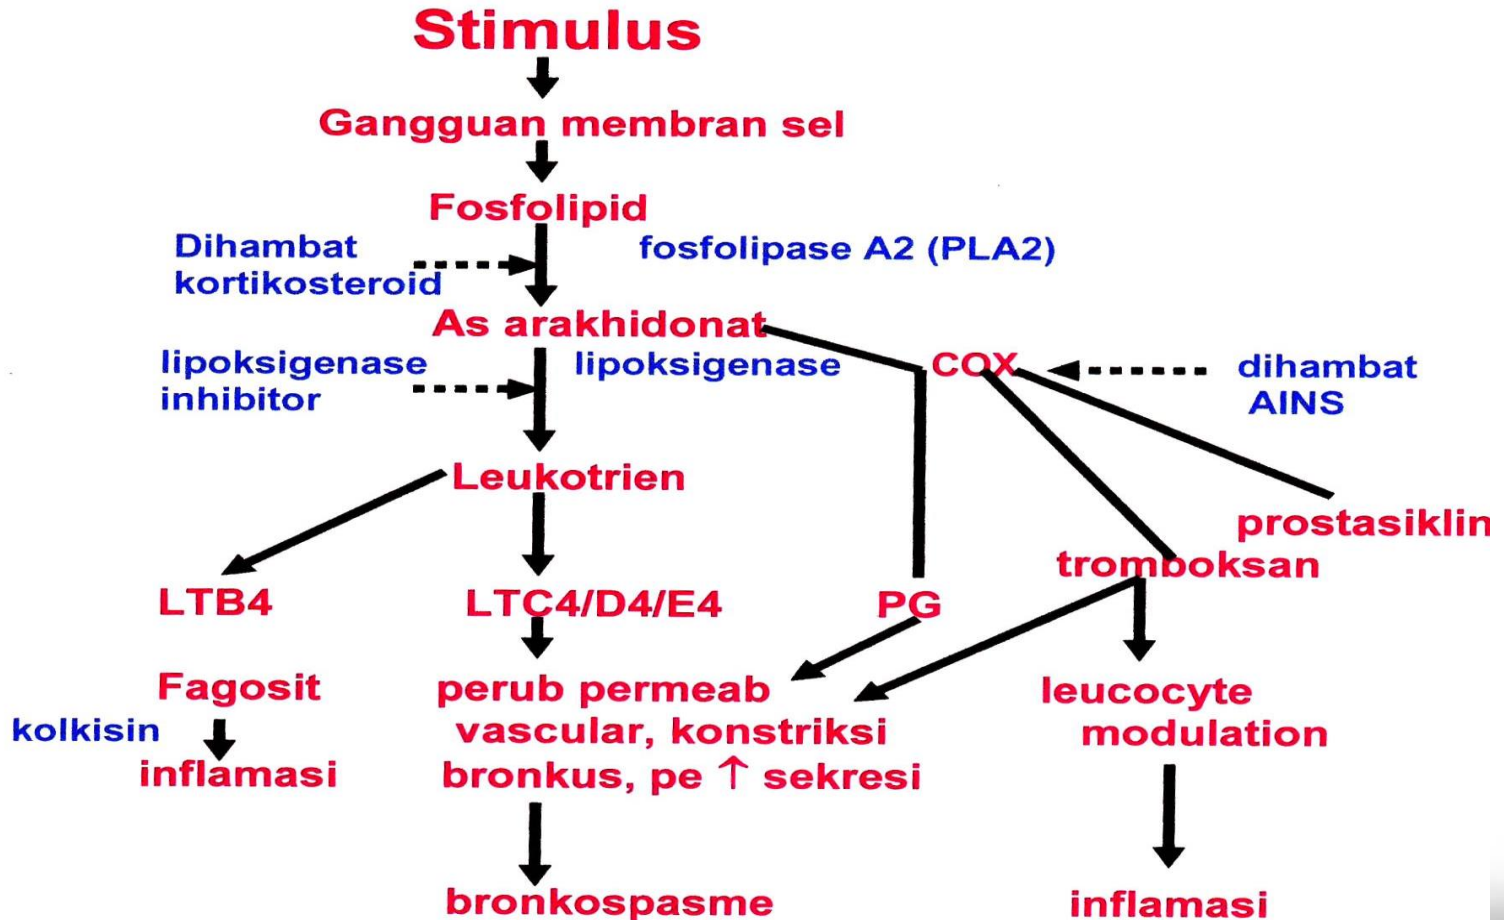 Stimulus
Gangguan membran sel
Fosfolipid
Dihambat
kortikosteroid
fosfolipase A2 (PLA2)
As arakhidonat
lipoksigenase
inhibitor
lipoksigenase
COX
dihambat
AINS
Leukotrien
prostasiklin
tromboksan
LTB4
LTC4/D4/E4
PG
Fagosit
kolkisin
inflamasi
perub permeab
vascular, konstriksi
bronkus, pe ↑ sekresi
leucocyte
modulation
bronkospasme
inflamasi